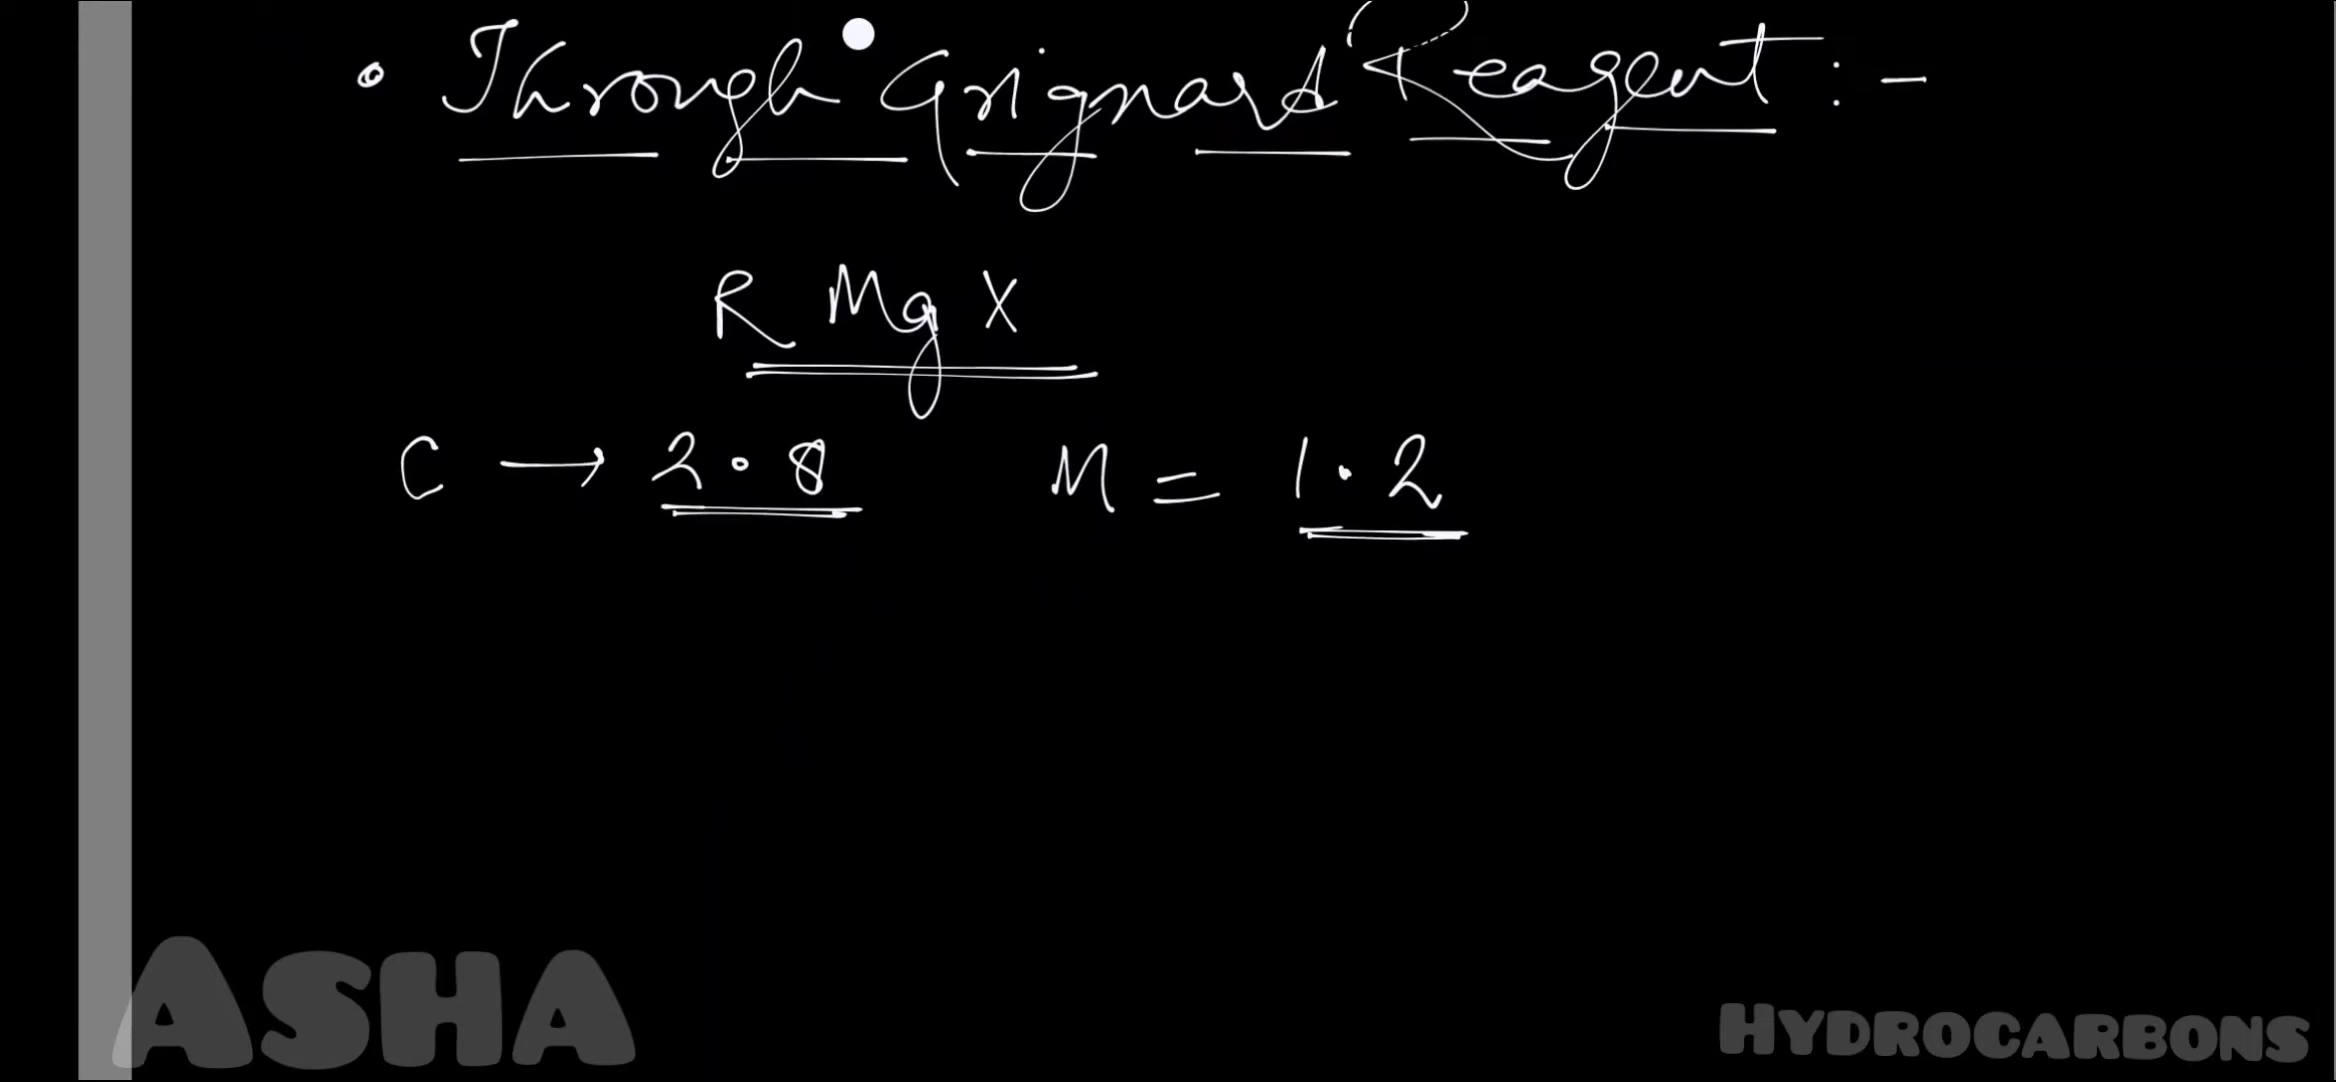 • Through Grignard Reagent : -
R Mg X
C → 2.8 M = 1.2
ASHA
HYDROCARBONS